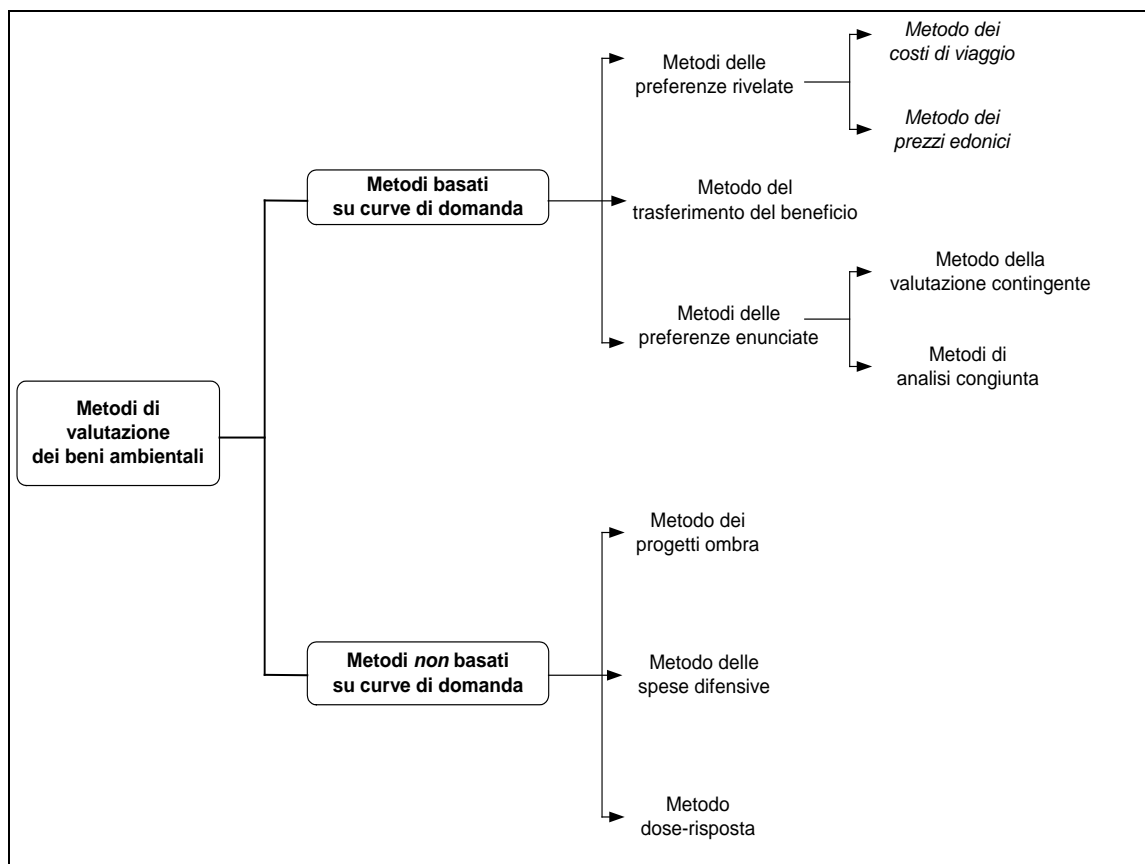 Metodo dei
costi di viaggio
Metodi delle
preferenze rivelate
Metodo dei
prezzi edonici
Metodi basati
su curve di domanda
Metodo del
trasferimento del beneficio
Metodo della
valutazione contingente
Metodi delle
preferenze enunciate
Metodi di
analisi congiunta
Metodi di
valutazione
dei beni ambientali
Metodo dei
progetti ombra
Metodi non basati
su curve di domanda
Metodo delle
spese difensive
Metodo
dose-risposta